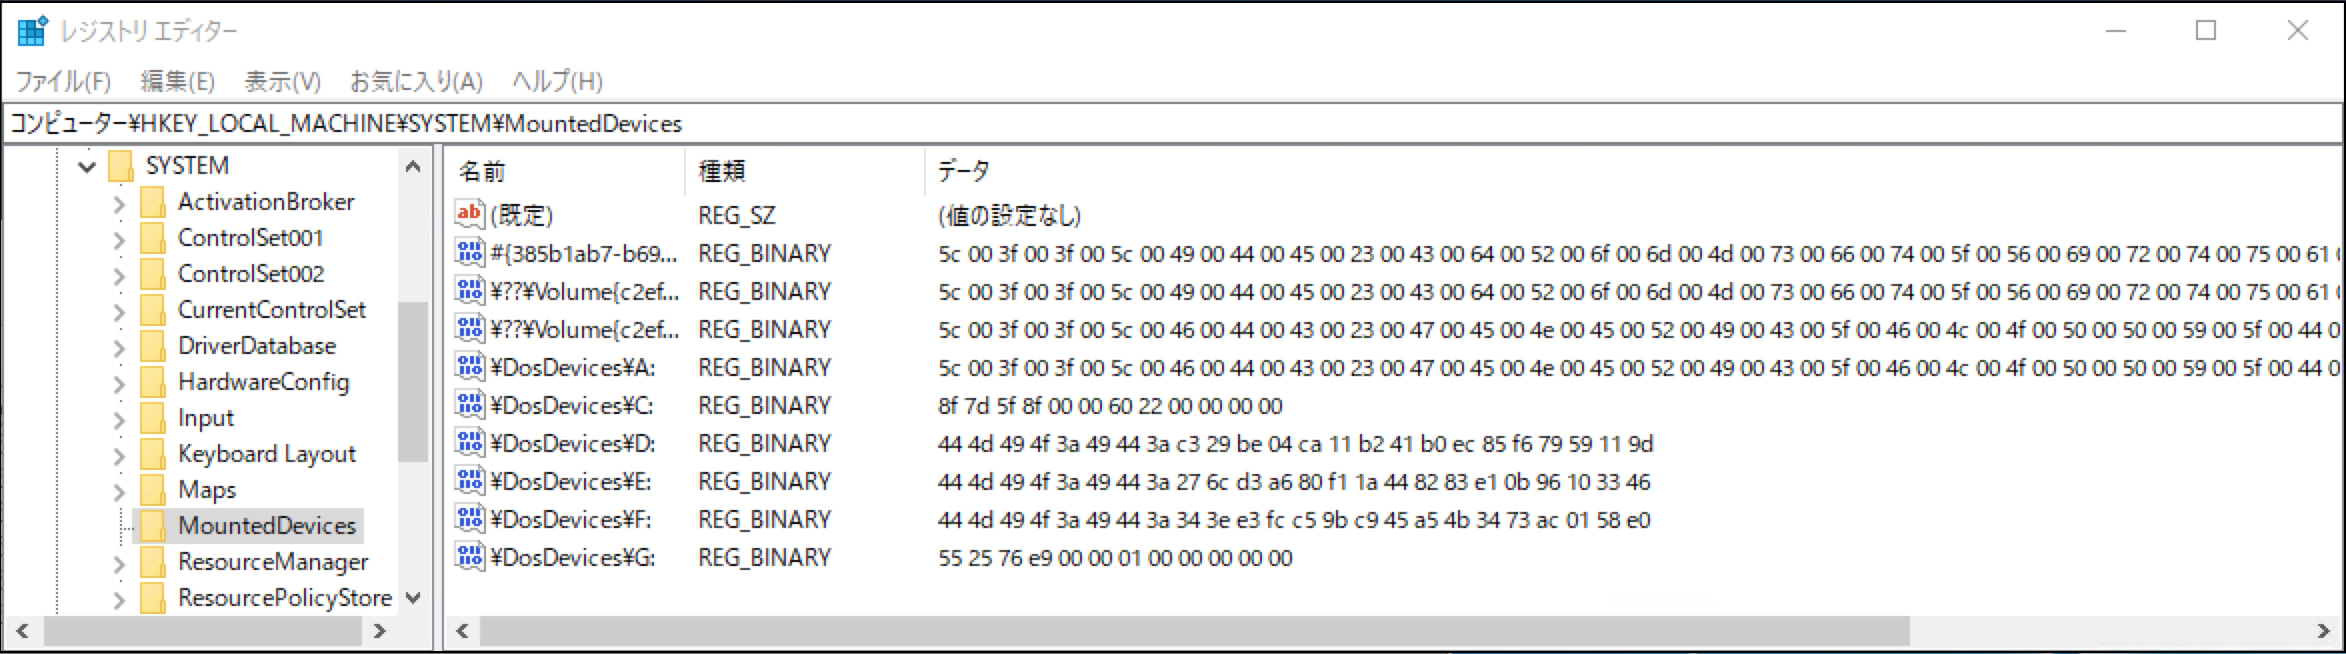 レジストリ エディター
ファイル(F) 編集(E) 表示(V) お気に入り(A) ヘルプ(H)
コンピューター¥HKEY_LOCAL_MACHINE¥SYSTEM¥MountedDevices
SYSTEM
ActivationBroker
ControlSet001
ControlSet002
CurrentControlSet
DriverDatabase
HardwareConfig
Input
Keyboard Layout
Maps
MountedDevices
ResourceManager
ResourcePolicyStore
名前 種類 データ
(既定) REG_SZ (値の設定なし)
#{385b1ab7-b69... REG_BINARY 5c 00 3f 00 3f 00 5c 00 49 00 44 00 45 00 23 00 43 00 64 00 52 00 6f 00 6d 00 4d 00 73 00 66 00 74 00 5f 00 56 00 69 00 72 00 74 00 75 00 61
¥??¥Volume{c2ef... REG_BINARY 5c 00 3f 00 3f 00 5c 00 49 00 44 00 45 00 23 00 43 00 64 00 52 00 6f 00 6d 00 4d 00 73 00 66 00 74 00 5f 00 56 00 69 00 72 00 74 00 75 00 61
¥??¥Volume{c2ef... REG_BINARY 5c 00 3f 00 3f 00 5c 00 46 00 44 00 43 00 23 00 47 00 45 00 4e 00 45 00 52 00 49 00 43 00 5f 00 46 00 4c 00 4f 00 50 00 50 00 59 00 5f 00 44 0
¥DosDevices¥A: REG_BINARY 5c 00 3f 00 3f 00 5c 00 46 00 44 00 43 00 23 00 47 00 45 00 4e 00 45 00 52 00 49 00 43 00 5f 00 46 00 4c 00 4f 00 50 00 50 00 59 00 5f 00 44 0
¥DosDevices¥C: REG_BINARY 8f 7d 5f 8f 00 00 60 22 00 00 00 00
¥DosDevices¥D: REG_BINARY 44 4d 49 4f 3a 49 44 3a c3 29 be 04 ca 11 b2 41 b0 ec 85 f6 79 59 11 9d
¥DosDevices¥E: REG_BINARY 44 4d 49 4f 3a 49 44 3a 27 6c d3 a6 80 f1 1a 44 82 83 e1 0b 96 10 33 46
¥DosDevices¥F: REG_BINARY 44 4d 49 4f 3a 49 44 3a 34 3e e3 fc c5 9b c9 45 a5 4b 34 73 ac 01 58 e0
¥DosDevices¥G: REG_BINARY 55 25 76 e9 00 00 01 00 00 00 00 00